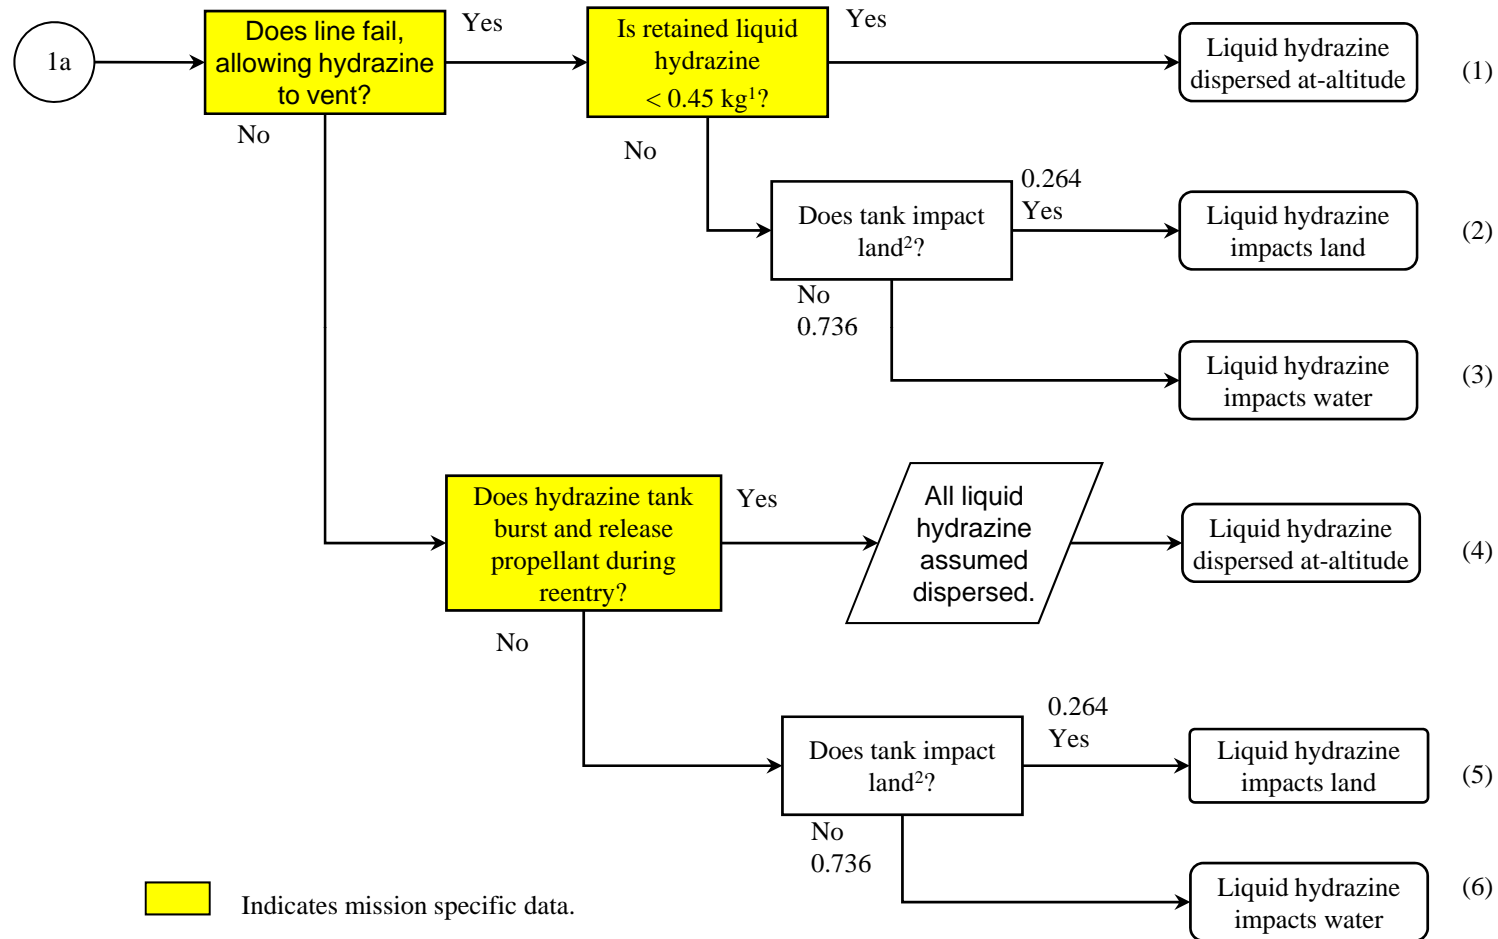 1a
Does line fail,
allowing hydrazine
to vent?
Yes
No
Is retained liquid
hydrazine
< 0.45 kg¹?
Yes
No
Liquid hydrazine
dispersed at-altitude
(1)
Does tank impact
land²?
0.264
Yes
No
0.736
Liquid hydrazine
impacts land
(2)
Liquid hydrazine
impacts water
(3)
Does hydrazine tank
burst and release
propellant during
reentry?
Yes
No
All liquid
hydrazine
assumed
dispersed.
Liquid hydrazine
dispersed at-altitude
(4)
Does tank impact
land²?
0.264
Yes
No
0.736
Liquid hydrazine
impacts land
(5)
Liquid hydrazine
impacts water
(6)
Indicates mission specific data.